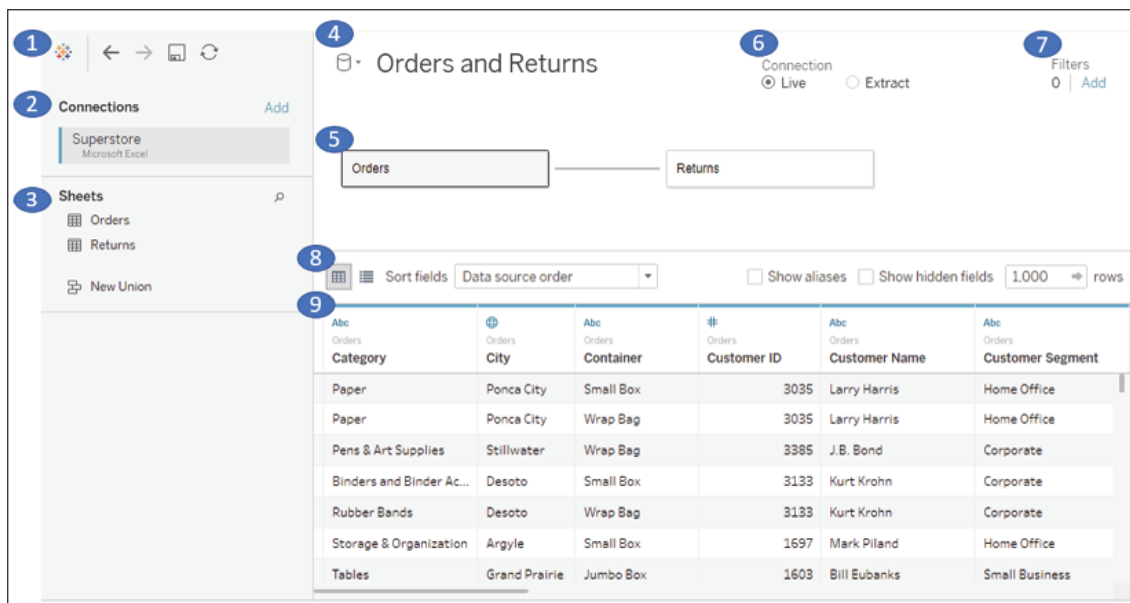 1
2
Connections Add
Superstore
Microsoft Excel
3
Sheets
Orders
Returns
New Union
4
Orders and Returns
6
Connection
Live Extract
7
Filters
0 | Add
5
Orders Returns
8
Sort fields Data source order Show aliases Show hidden fields 1,000 rows
9
Abc Abc # Abc Abc
Orders Orders Orders Orders Orders Orders
Category City Container Customer ID Customer Name Customer Segment
Paper Ponca City Small Box 3035 Larry Harris Home Office
Paper Ponca City Wrap Bag 3035 Larry Harris Home Office
Pens & Art Supplies Stillwater Wrap Bag 3385 J.B. Bond Corporate
Binders and Binder Ac... Desoto Small Box 3133 Kurt Krohn Corporate
Rubber Bands Desoto Wrap Bag 3133 Kurt Krohn Corporate
Storage & Organization Argyle Small Box 1697 Mark Piland Home Office
Tables Grand Prairie Jumbo Box 1603 Bill Eubanks Small Business